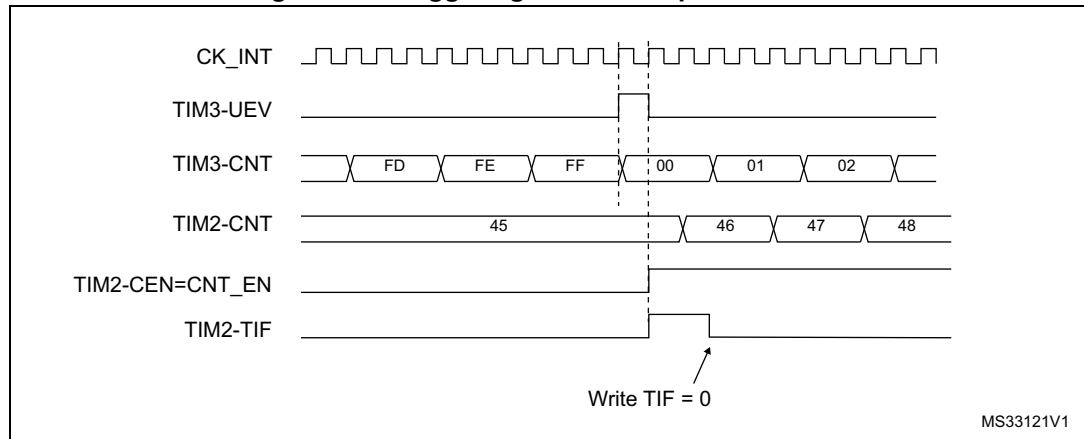 CK_INT
TIM3-UEV
TIM3-CNT FD FE FF 00 01 02
TIM2-CNT 45 46 47 48
TIM2-CEN=CNT_EN
TIM2-TIF
Write TIF = 0
MS33121V1